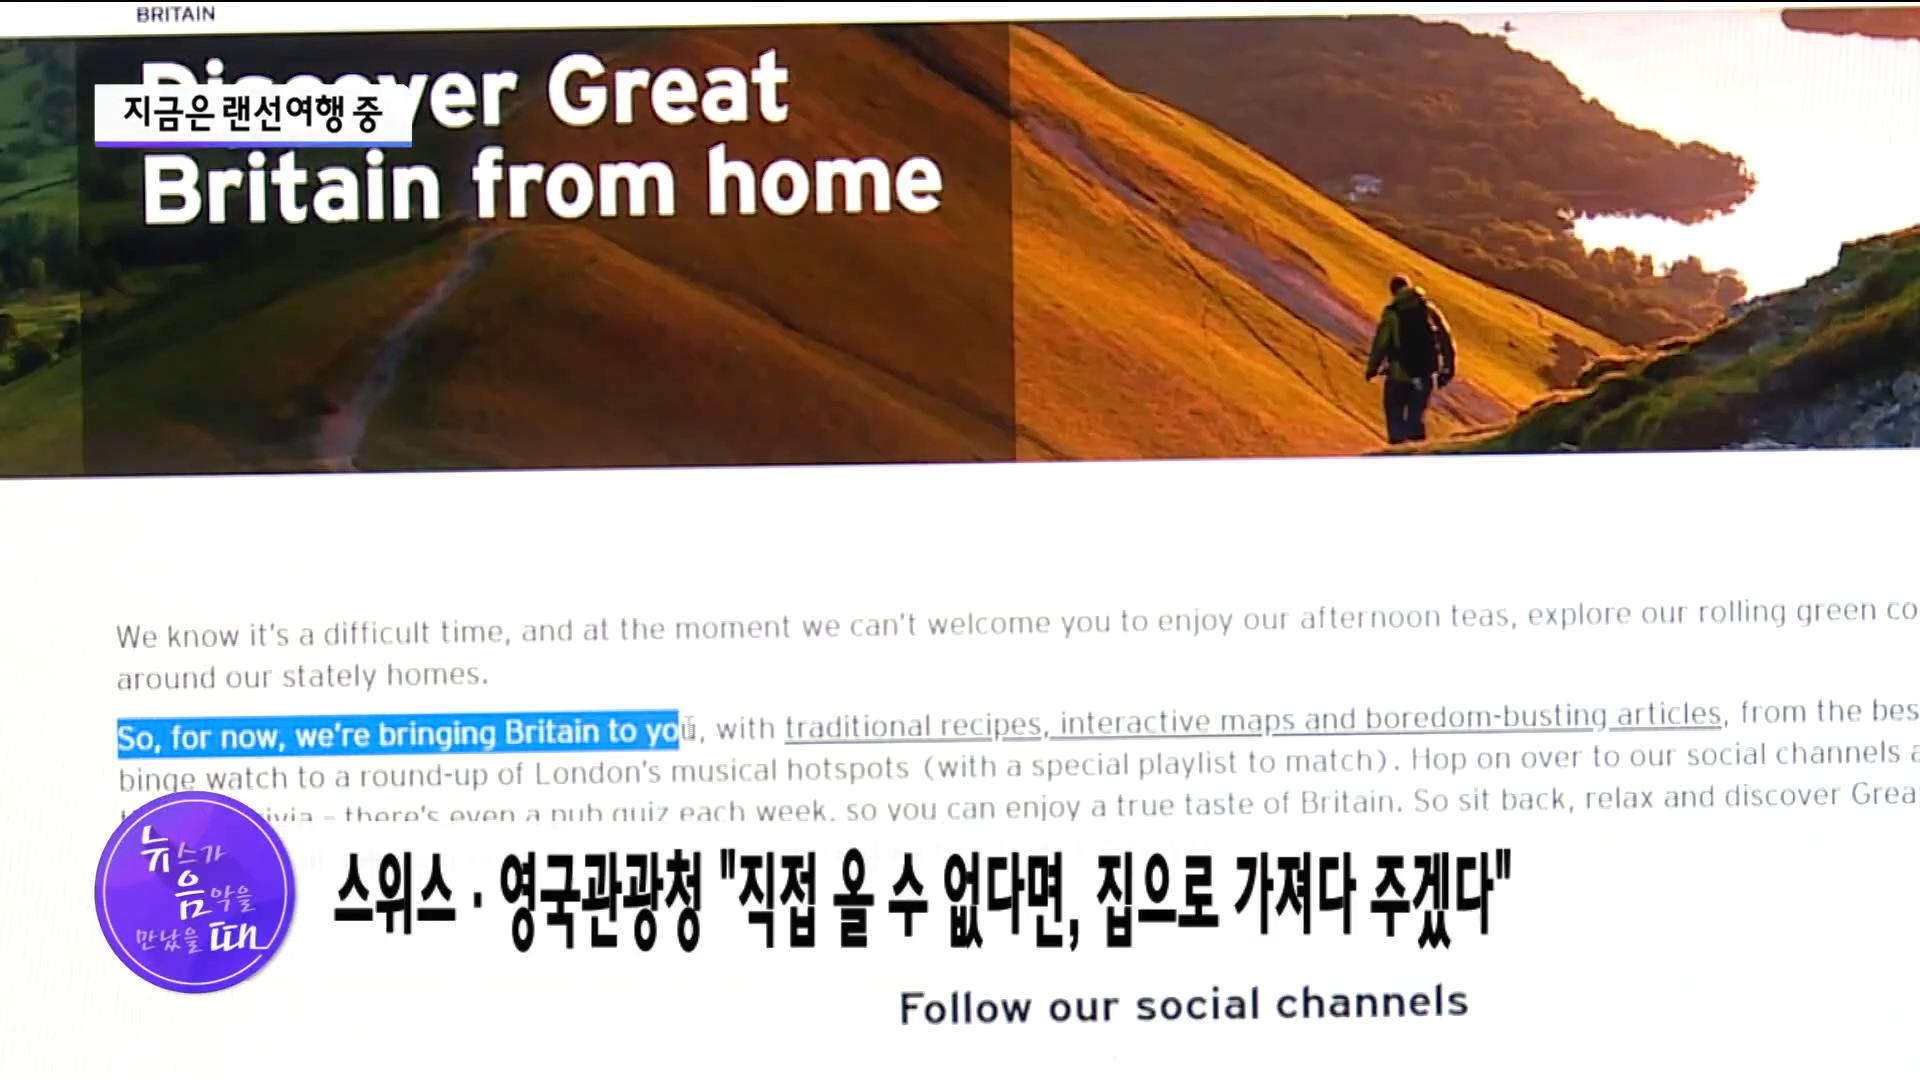 BRITAIN
Discover Great
지금은 랜선여행 중
Britain from home
We know it's a difficult time, and at the moment we can't welcome you to enjoy our afternoon teas, explore our rolling green co
around our stately homes.
So, for now, we're bringing Britain to you, with traditional recipes, interactive maps and boredom-busting articles, from the bes
binge watch to a round-up of London's musical hotspots (with a special playlist to match). Hop on over to our social channels a
ivia – there's even a pub quiz each week, so you can enjoy a true taste of Britain. So sit back, relax and discover Grea
뉴스가
음악을
만났을 때
스위스 · 영국관광청 "직접 올 수 없다면, 집으로 가져다 주겠다"
Follow our social channels